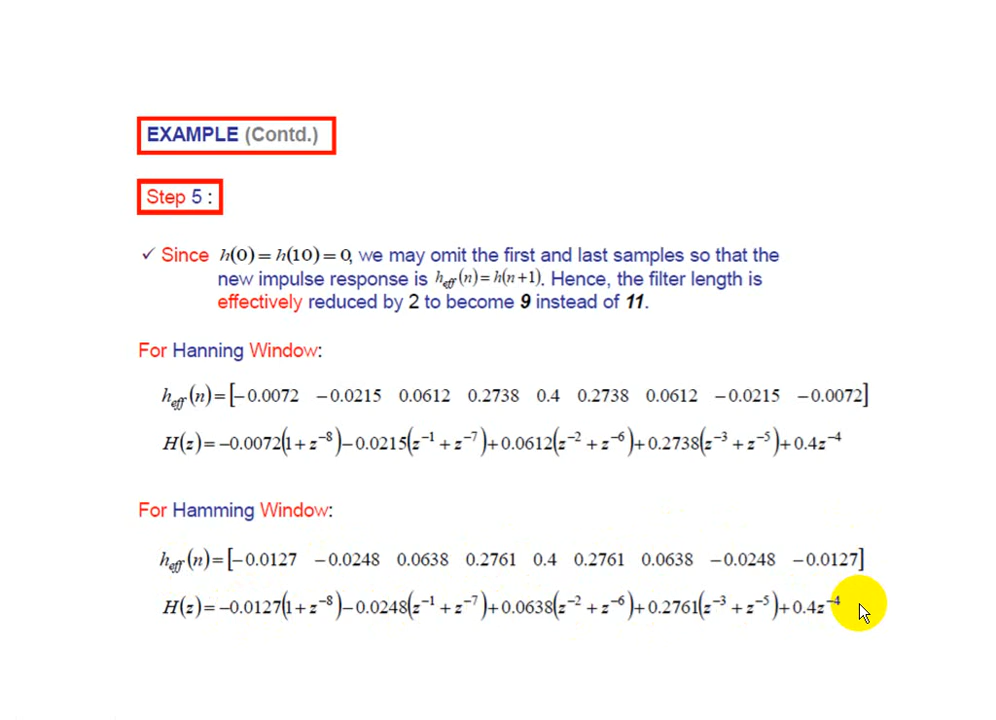 EXAMPLE (Contd.)
Step 5 :
✓ Since h(0) = h(10) = 0, we may omit the first and last samples so that the
new impulse response is h_eff(n) = h(n+1). Hence, the filter length is
effectively reduced by 2 to become 9 instead of 11.
For Hanning Window:
h_eff(n) = [−0.0072 −0.0215 0.0612 0.2738 0.4 0.2738 0.0612 −0.0215 −0.0072]
H(z) = −0.0072(1 + z⁻⁸) − 0.0215(z⁻¹ + z⁻⁷) + 0.0612(z⁻² + z⁻⁶) + 0.2738(z⁻³ + z⁻⁵) + 0.4z⁻⁴
For Hamming Window:
h_eff(n) = [−0.0127 −0.0248 0.0638 0.2761 0.4 0.2761 0.0638 −0.0248 −0.0127]
H(z) = −0.0127(1 + z⁻⁸) − 0.0248(z⁻¹ + z⁻⁷) + 0.0638(z⁻² + z⁻⁶) + 0.2761(z⁻³ + z⁻⁵) + 0.4z⁻⁴